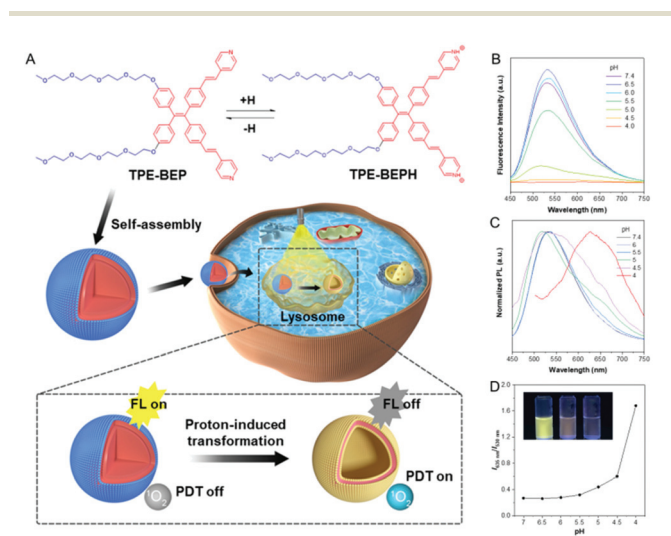 A
B
pH
7.4
6.5
6.0
5.5
5.0
4.5
4.0
Fluorescence Intensity (a.u.)
450 500 550 600 650 700 750
Wavelength (nm)
O O O O O
N
+H
-H
O O O O O
N
TPE-BEP
O O O O O
NH⊕
O O O O O
NH⊕
TPE-BEPH
Self-assembly
Lysosome
C
pH
7.4
6
5.5
5
4.5
4
Normalized PL (a.u.)
450 500 550 600 650 700 750
Wavelength (nm)
FL on
Proton-induced
transformation
FL off
¹O₂
PDT off
PDT on
¹O₂
D
2.0
1.6
1.2
0.8
0.4
0.0
7 6.5 6 5.5 5 4.5 4
pH